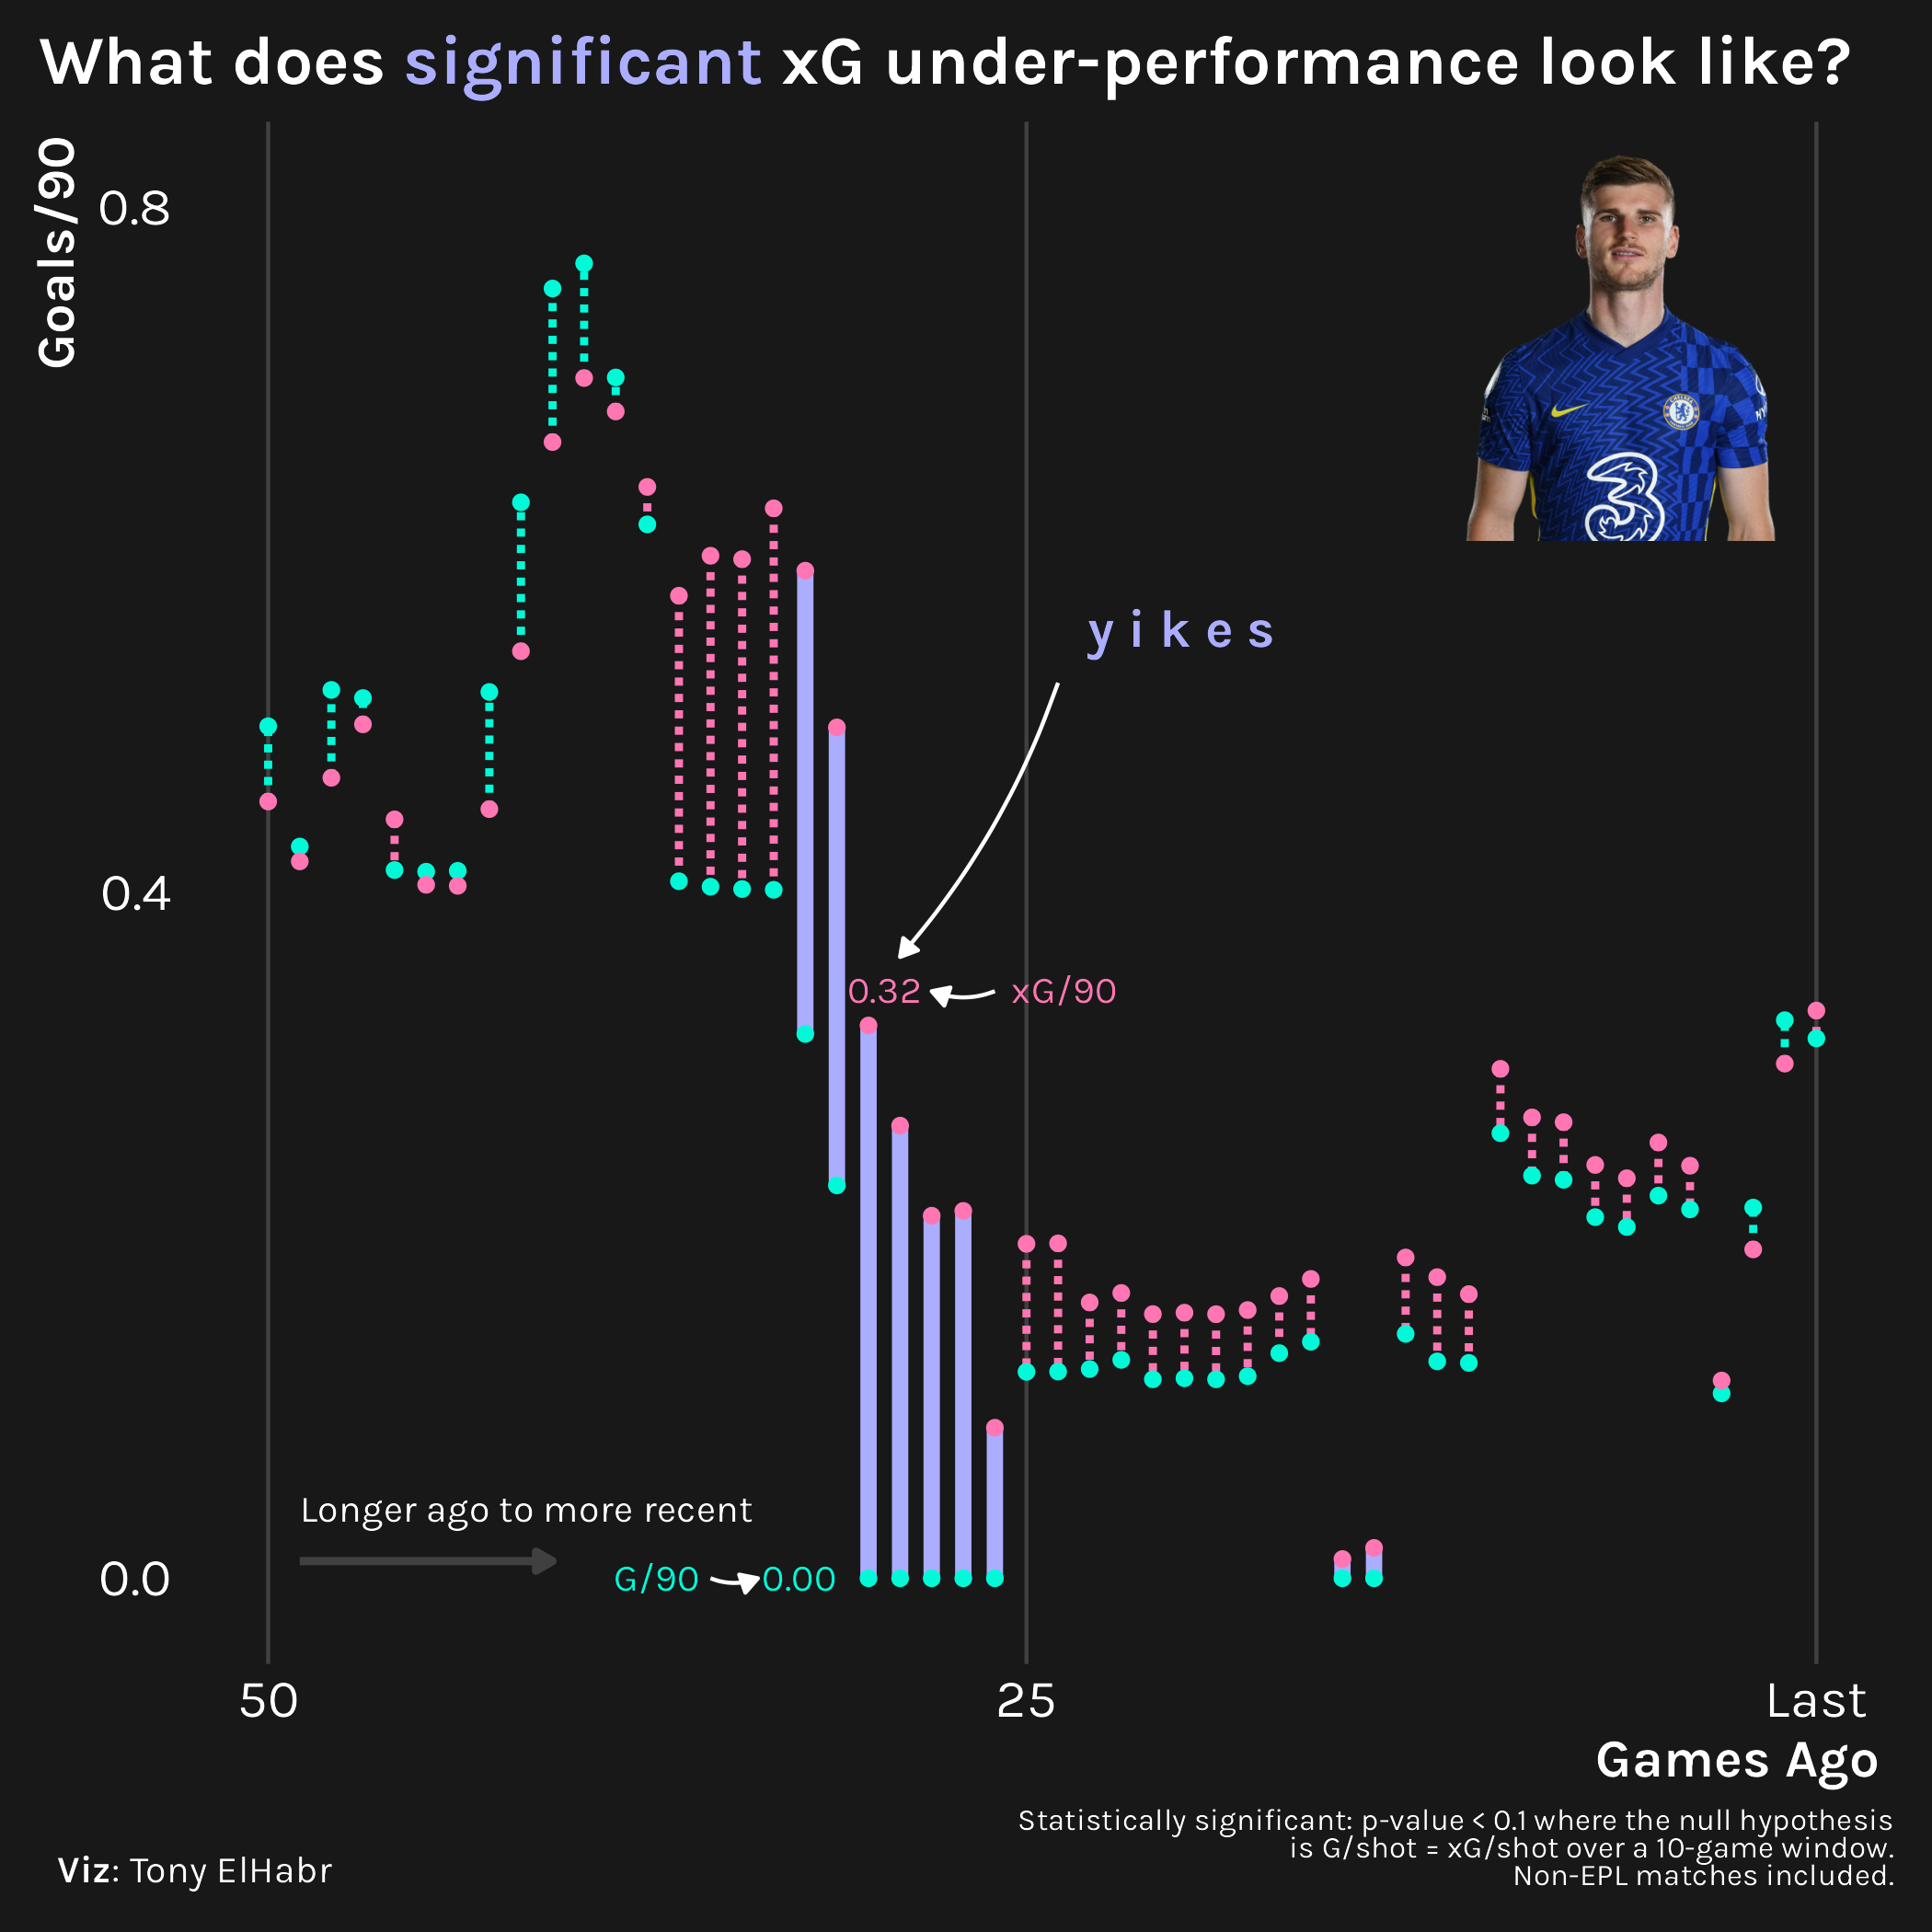 What does significant xG under-performance look like?
Goals/90
0.8
yikes
0.4
0.32
xG/90
Longer ago to more recent
G/90
0.00
0.0
50
25
Last
Games Ago
Statistically significant: p-value < 0.1 where the null hypothesis
is G/shot = xG/shot over a 10-game window.
Non-EPL matches included.
Viz: Tony ElHabr